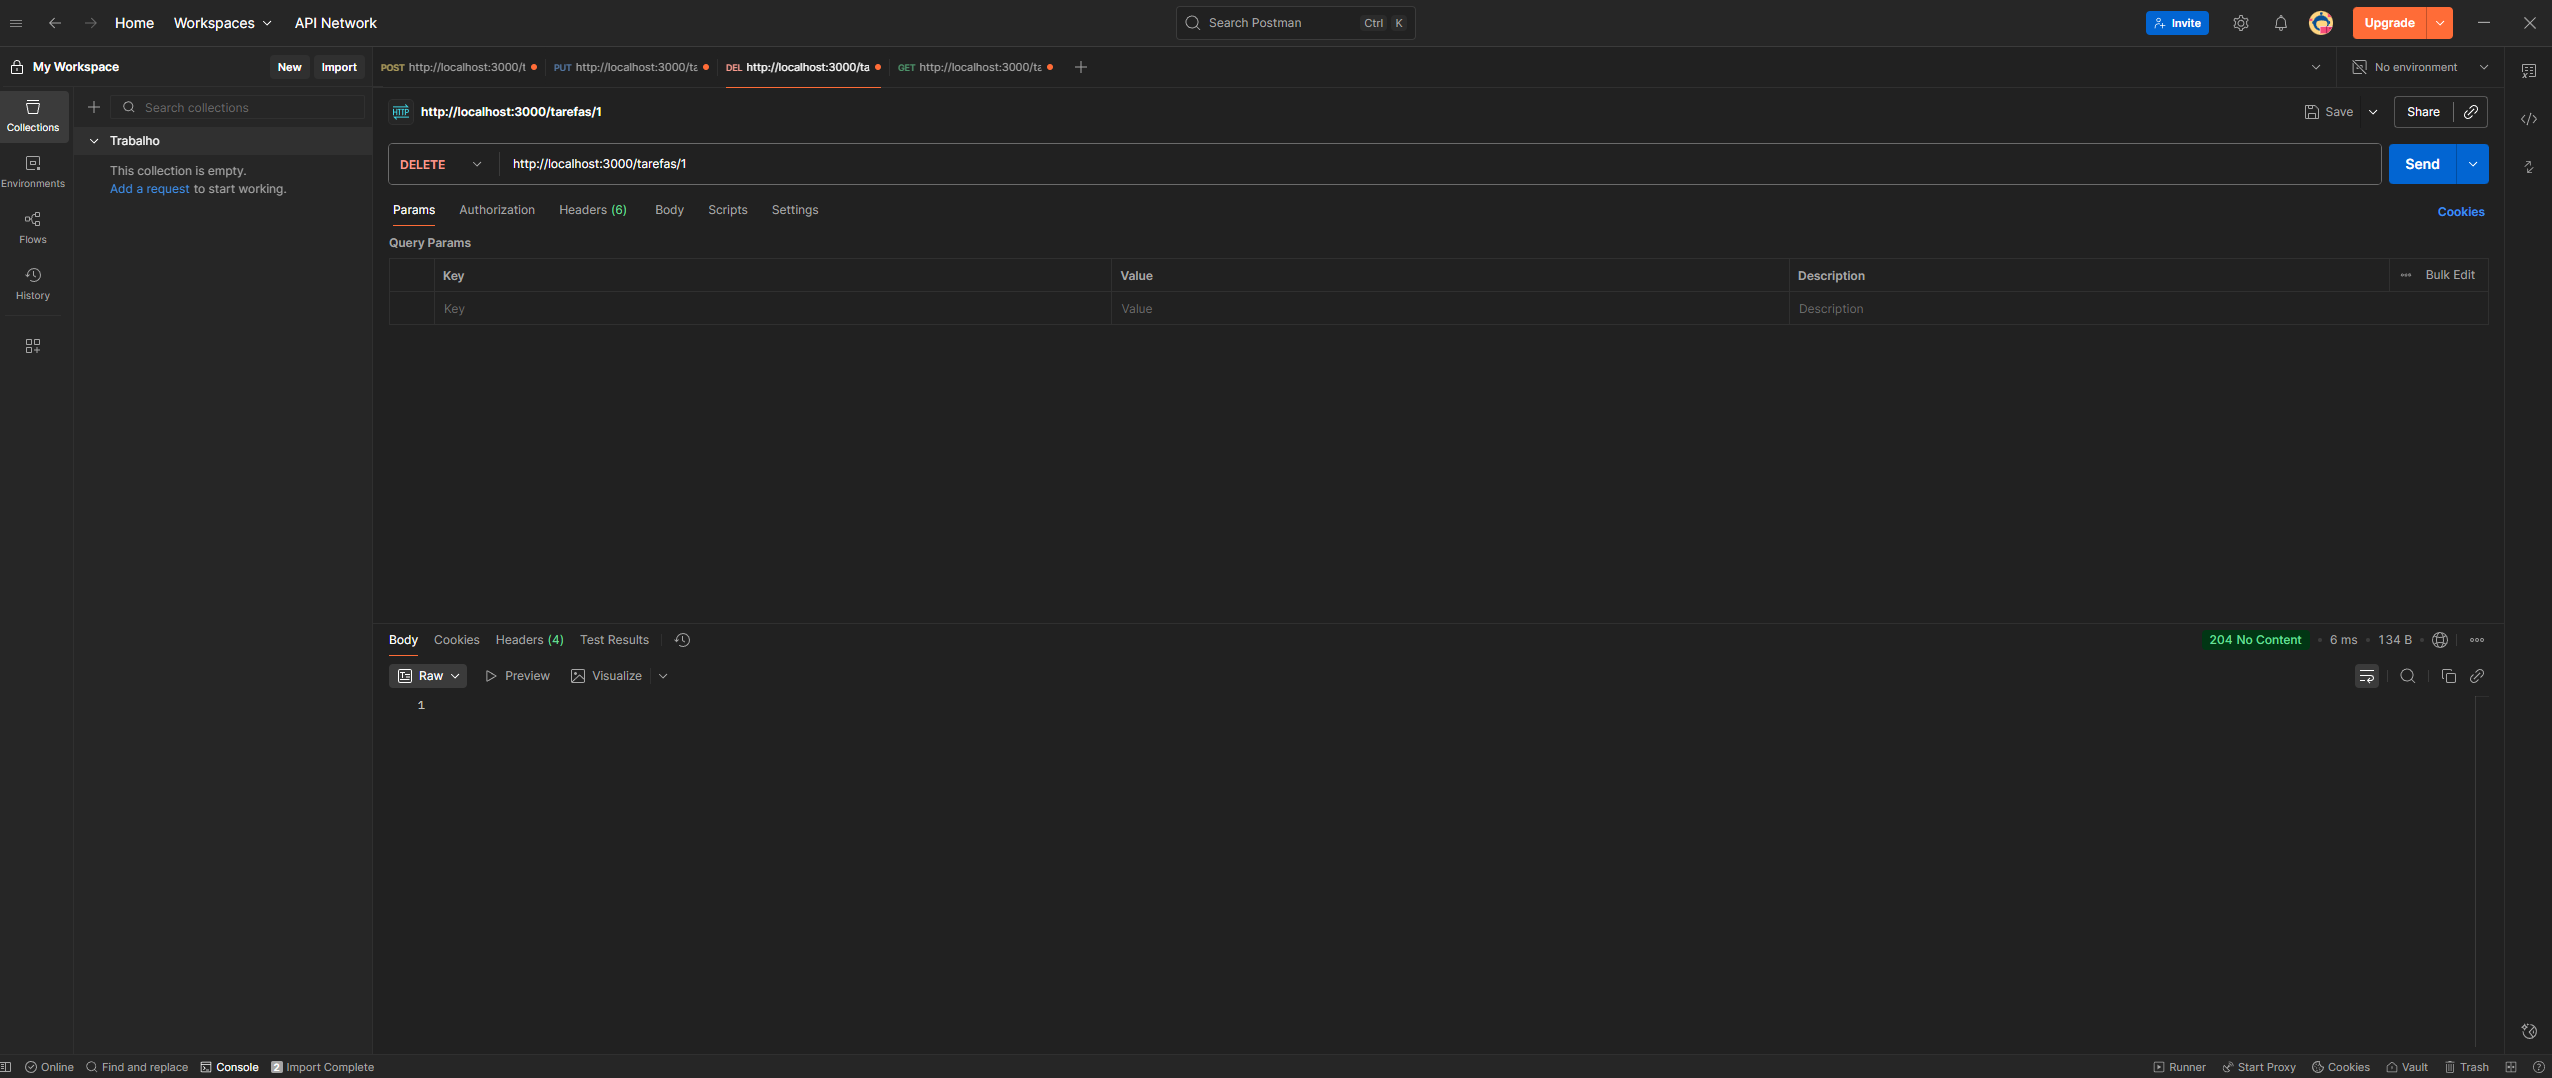 Home Workspaces API Network Search Postman Ctrl K Invite Upgrade
My Workspace New Import POST http://localhost:3000/t PUT http://localhost:3000/ta DEL http://localhost:3000/ta GET http://localhost:3000/ta No environment
Collections
Search collections
Trabalho
This collection is empty.
Add a request to start working.
Environments
Flows
History
http://localhost:3000/tarefas/1 Save Share
DELETE http://localhost:3000/tarefas/1 Send
Params Authorization Headers (6) Body Scripts Settings Cookies
Query Params
Key Value Description Bulk Edit
Key Value Description
Body Cookies Headers (4) Test Results 204 No Content 6 ms 134 B
Raw Preview Visualize
1
Online Find and replace Console 2 Import Complete Runner Start Proxy Cookies Vault Trash